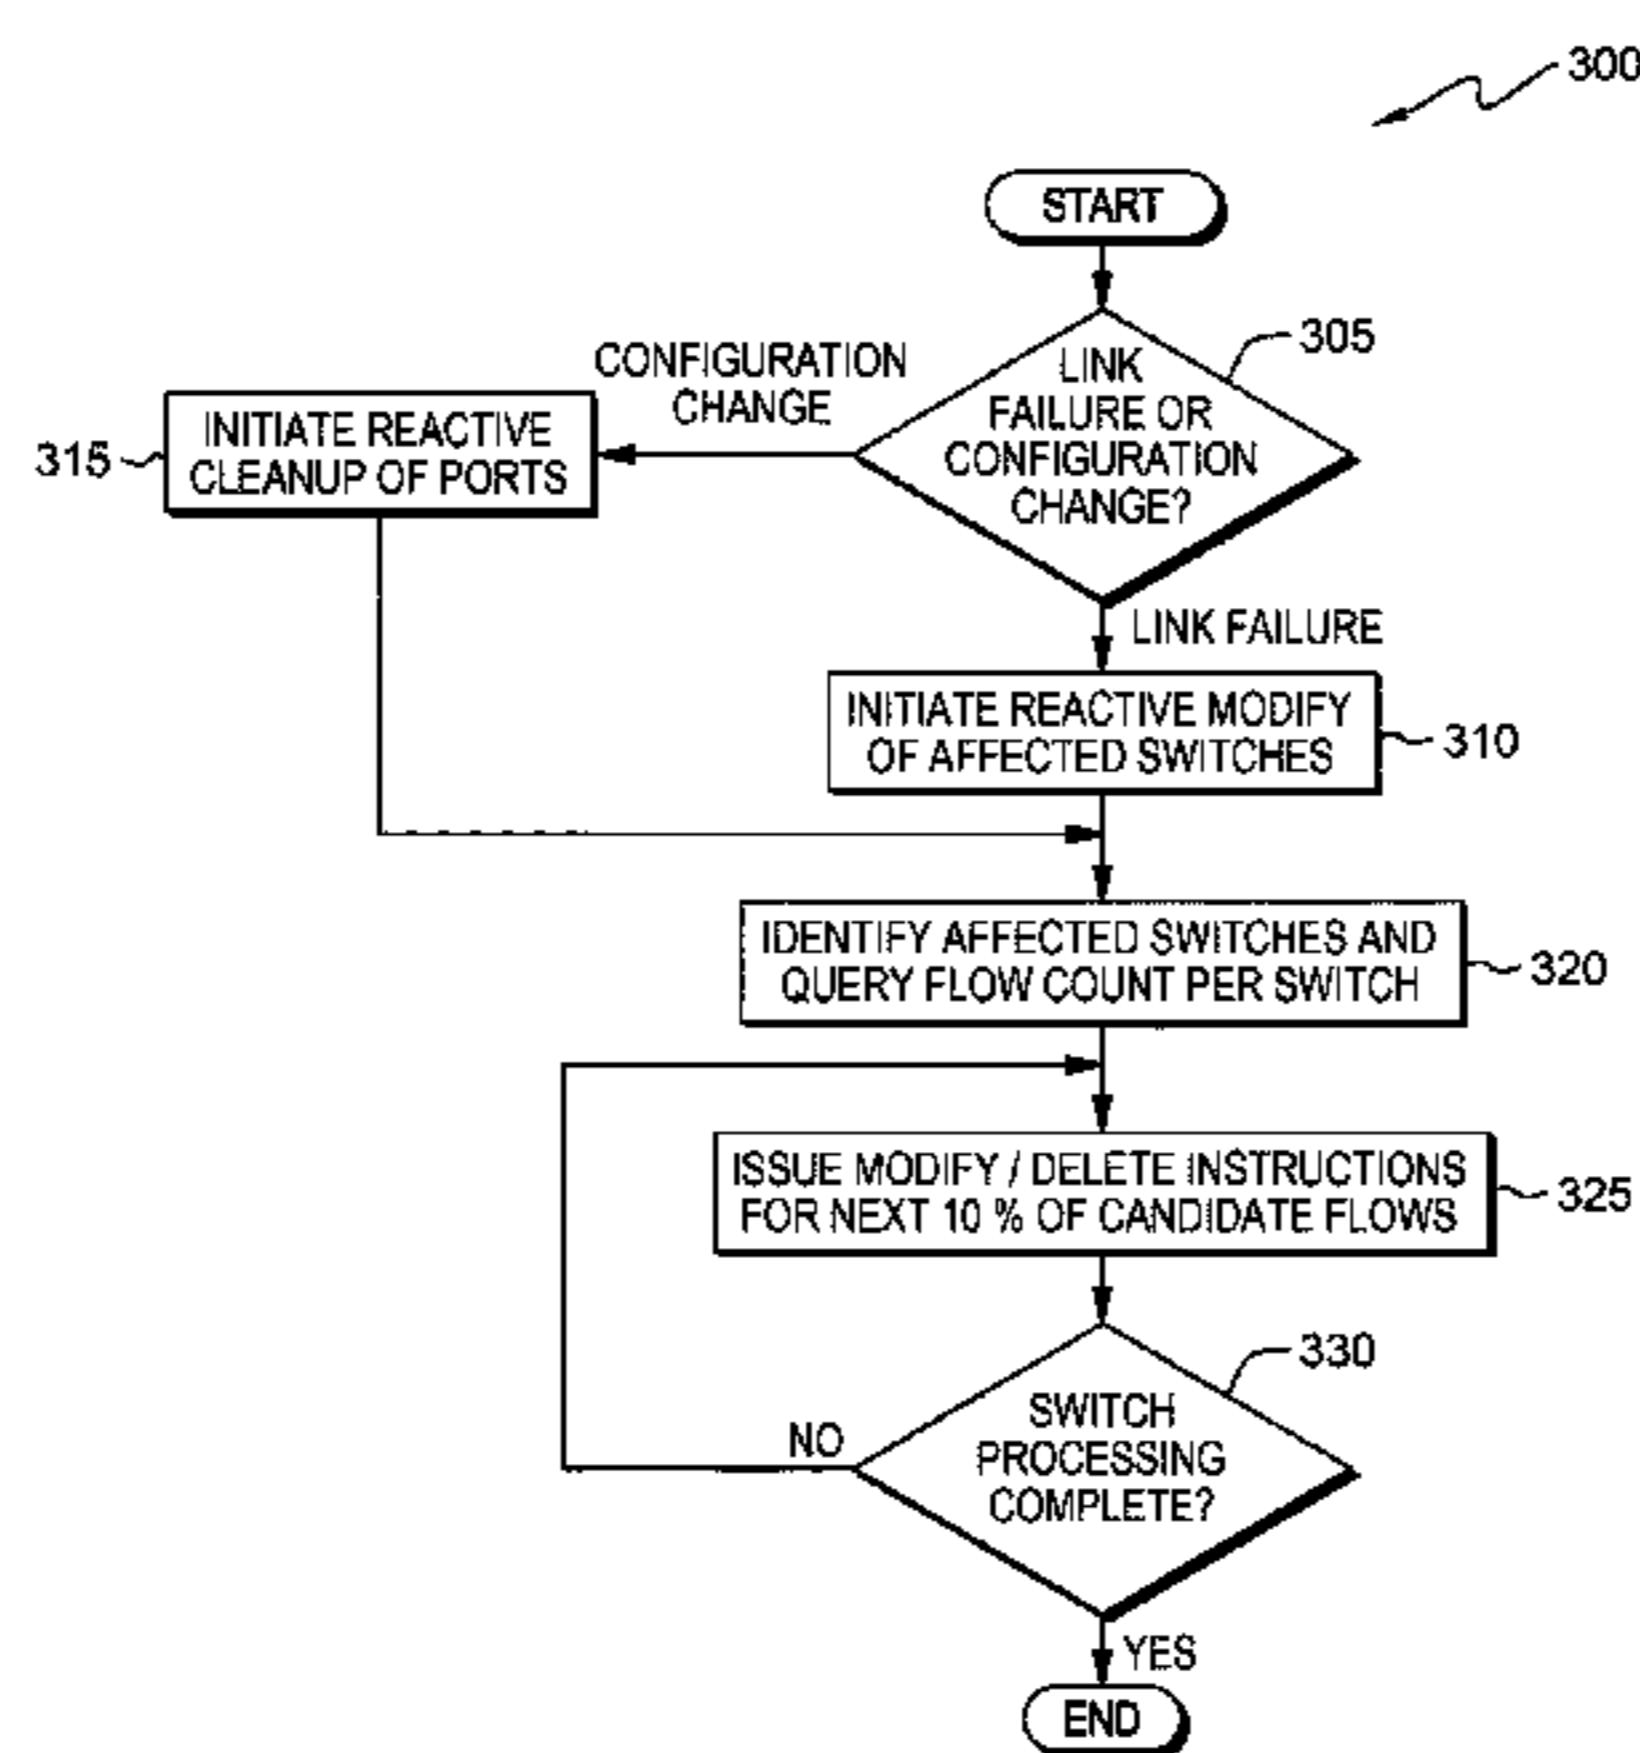 300
START
305
LINK
FAILURE OR
CONFIGURATION
CHANGE?
CONFIGURATION
CHANGE
315
INITIATE REACTIVE
CLEANUP OF PORTS
LINK FAILURE
INITIATE REACTIVE MODIFY
OF AFFECTED SWITCHES
310
IDENTIFY AFFECTED SWITCHES AND
QUERY FLOW COUNT PER SWITCH
320
ISSUE MODIFY / DELETE INSTRUCTIONS
FOR NEXT 10 % OF CANDIDATE FLOWS
325
330
SWITCH
PROCESSING
COMPLETE?
NO
YES
END